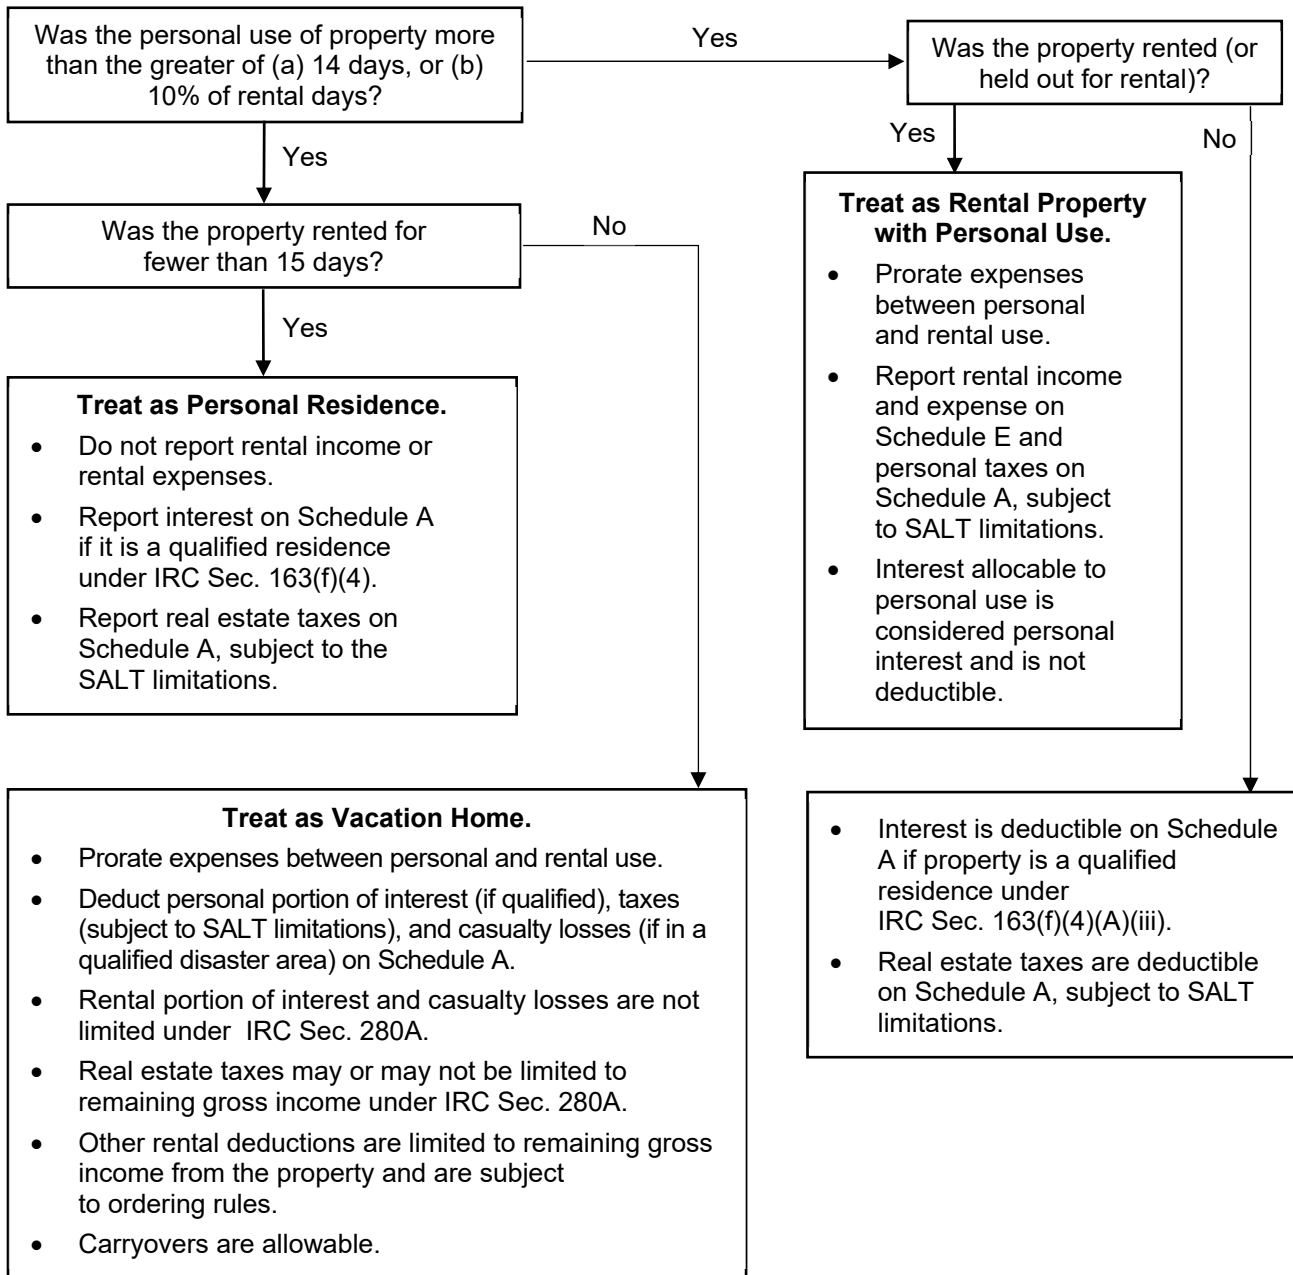 Was the personal use of property more
than the greater of (a) 14 days, or (b)
10% of rental days?
Yes
Was the property rented (or
held out for rental)?
Yes
No
Yes
Was the property rented for
fewer than 15 days?
No
Yes
Treat as Rental Property
with Personal Use.
• Prorate expenses
between personal
and rental use.
• Report rental income
and expense on
Schedule E and
personal taxes on
Schedule A, subject
to SALT limitations.
• Interest allocable to
personal use is
considered personal
interest and is not
deductible.
Treat as Personal Residence.
• Do not report rental income or
rental expenses.
• Report interest on Schedule A
if it is a qualified residence
under IRC Sec. 163(f)(4).
• Report real estate taxes on
Schedule A, subject to the
SALT limitations.
Treat as Vacation Home.
• Prorate expenses between personal and rental use.
• Deduct personal portion of interest (if qualified), taxes
(subject to SALT limitations), and casualty losses (if in a
qualified disaster area) on Schedule A.
• Rental portion of interest and casualty losses are not
limited under IRC Sec. 280A.
• Real estate taxes may or may not be limited to
remaining gross income under IRC Sec. 280A.
• Other rental deductions are limited to remaining gross
income from the property and are subject
to ordering rules.
• Carryovers are allowable.
• Interest is deductible on Schedule
A if property is a qualified
residence under
IRC Sec. 163(f)(4)(A)(iii).
• Real estate taxes are deductible
on Schedule A, subject to SALT
limitations.